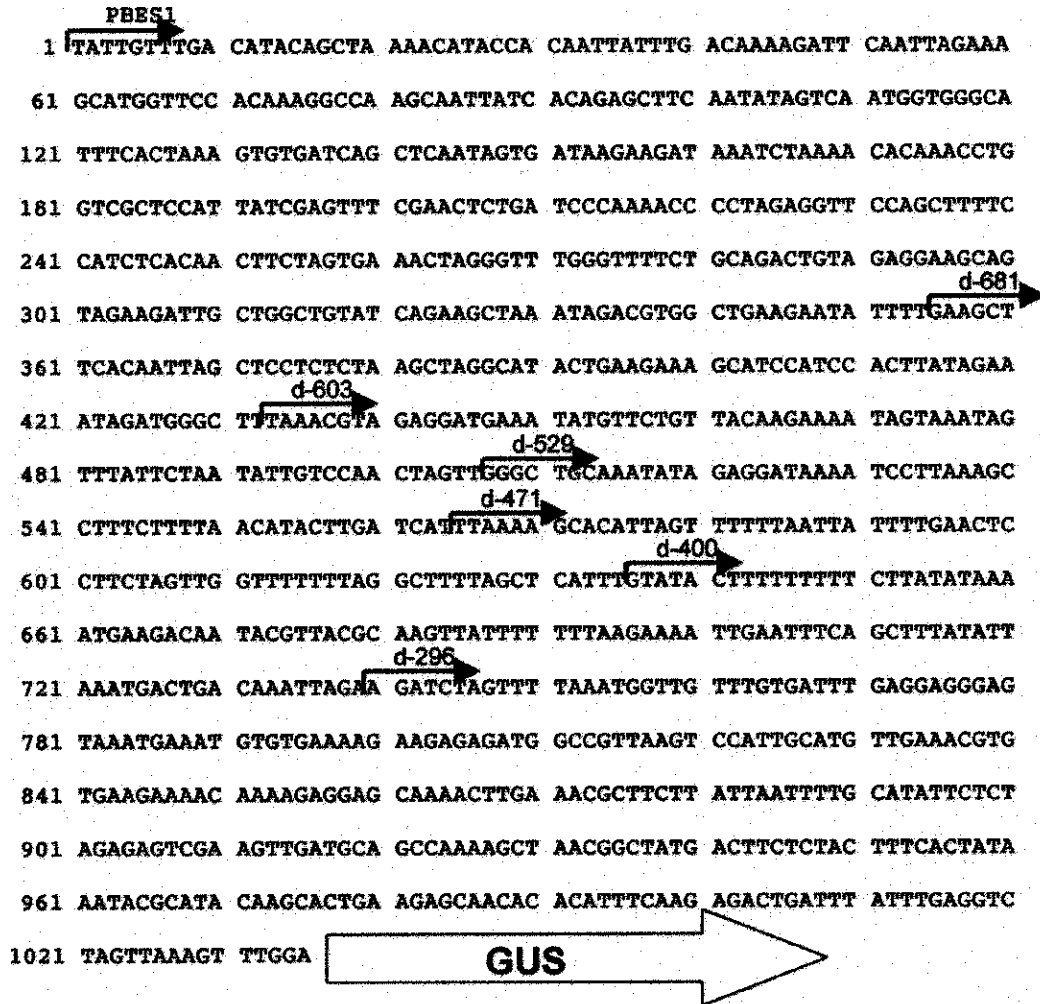 PBES1
1 TATTGTTTGA CATACAGCTA AAACATACCA CAATTATTTG ACAAAAGATT CAATTAGAAA
61 GCATGGTTCC ACAAAGGCCA AGCAATTATC ACAGAGCTTC AATATAGTCA ATGGTGGGCA
121 TTTCACTAAA GTGTGATCAG CTCAATAGTG ATAAGAAGAT AAATCTAAAA CACAAACCTG
181 GTCGCTCCAT TATCGAGTTT CGAACTCTGA TCCCAAAACC CCTAGAGGTT CCAGCTTTTC
241 CATCTCACAA CTTCTAGTGA AACTAGGGTT TGGGTTTTCT GCAGACTGTA GAGGAAGCAG
d-681
301 TAGAAGATTG CTGGCTGTAT CAGAAGCTAA ATAGACGTGG CTGAAGAATA TTTTGAAGCT
361 TCACAATTAG CTCCTCTCTA AGCTAGGCAT ACTGAAGAAA GCATCCATCC ACTTATAGAA
d-603
421 ATAGATGGGC TTTAAACGTA GAGGATGAAA TATGTTCTGT TACAAGAAAA TAGTAAATAG
d-529
481 TTTATTCTAA TATTGTCCAA CTAGTTGGGC TGCAAATATA GAGGATAAAA TCCTTAAAGC
d-471
541 CTTTCTTTTA ACATACTTGA TCATTTAAAA GCACATTAGT TTTTTAATTA TTTTGAACTC
d-400
601 CTTCTAGTTG GTTTTTTTAG GCTTTTAGCT CATTTGTATA CTTTTTTTTT CTTATATAAA
661 ATGAAGACAA TACGTTACGC AAGTTATTTT TTTAAGAAAA TTGAATTTCA GCTTTATATT
d-296
721 AAATGACTGA CAAATTAGAA GATCTAGTTT TAAATGGTTG TTTGTGATTT GAGGAGGGAG
781 TAAATGAAAT GTGTGAAAAG AAGAGAGATG GCCGTTAAGT CCATTGCATG TTGAAACGTG
841 TGAAGAAAAC AAAAGAGGAG CAAAACTTGA AACGCTTCTT ATTAATTTTG CATATTCTCT
901 AGAGAGTCGA AGTTGATGCA GCCAAAAGCT AACGGCTATG ACTTCTCTAC TTTCACTATA
961 AATACGCATA CAAGCACTGA AGAGCAACAC ACATTTCAAG AGACTGATTT ATTTGAGGTC
1021 TAGTTAAAGT TTGGA GUS